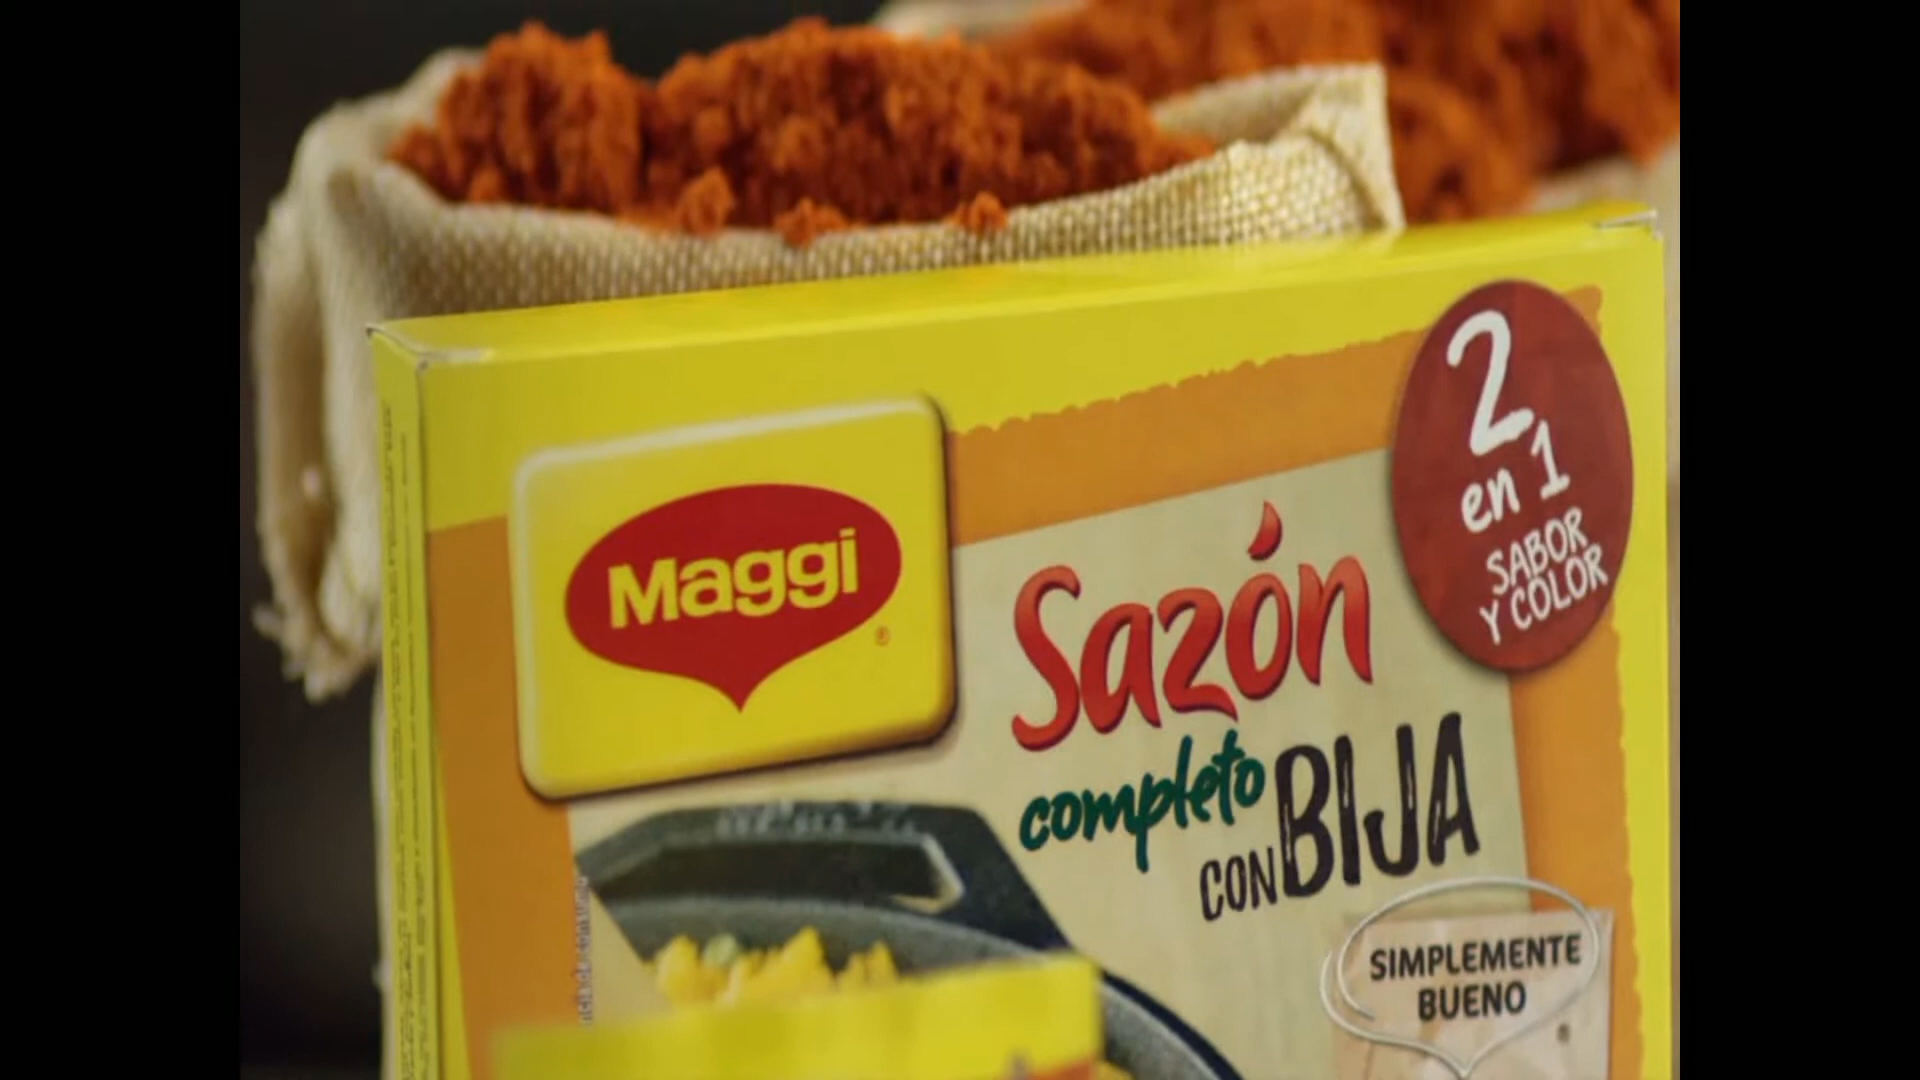 Maggi
®
2
en 1
SABOR
Y COLOR
Sazón
completo
CON BIJA
SIMPLEMENTE
BUENO
®